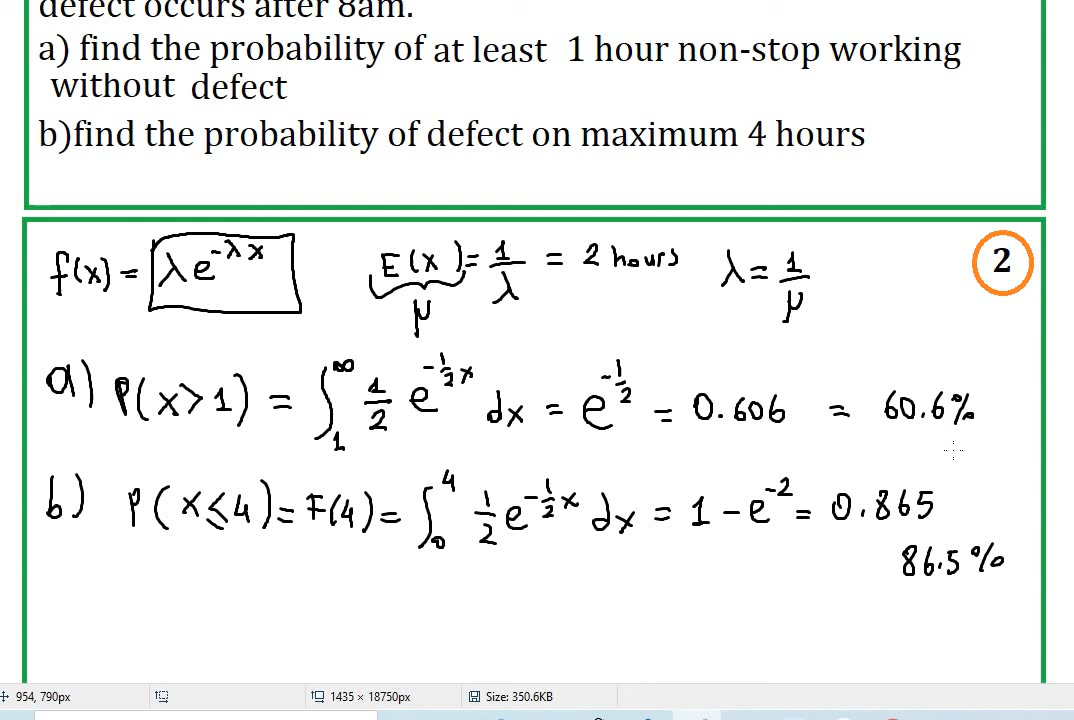 defect occurs after 8am.
a) find the probability of at least 1 hour non-stop working
without defect
b)find the probability of defect on maximum 4 hours
f(x) = λe^-λx E(x) = 1/λ = 2 hours λ = 1/μ 2
μ
a) P(x>1) = ∫_1^∞ 1/2 e^-1/2x dx = e^-1/2 = 0.606 = 60.6%
b) P(x≤4) = F(4) = ∫_0^4 1/2 e^-1/2x dx = 1 - e^-2 = 0.865
86.5%
954, 790px 1435 × 18750px Size: 350.6KB